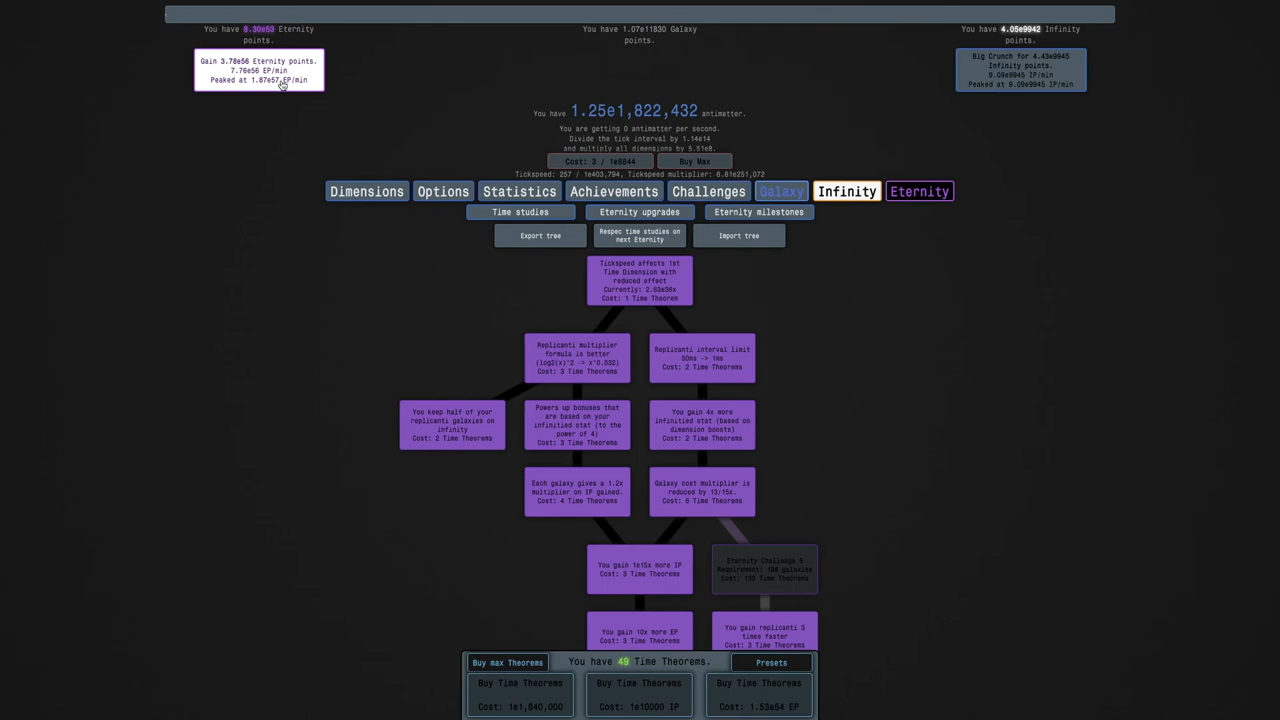 You have 8.30e53 Eternity
points.
You have 1.07e11830 Galaxy
points.
You have 4.05e9942 Infinity
points.
Gain 3.78e56 Eternity points.
7.76e56 EP/min
Peaked at 1.87e57 EP/min
Big Crunch for 4.43e9945
Infinity points.
9.09e9945 IP/min
Peaked at 9.09e9945 IP/min
You have 1.25e1,822,432 antimatter.
You are getting 0 antimatter per second.
Divide the tick interval by 1.14e14
and multiply all dimensions by 5.51e8.
Cost: 3 / 1e8844
Buy Max
Tickspeed: 257 / 1e403,794, Tickspeed multiplier: 6.61e251,072
Dimensions
Options
Statistics
Achievements
Challenges
Galaxy
Infinity
Eternity
Time studies
Eternity upgrades
Eternity milestones
Export tree
Respec time studies on
next Eternity
Import tree
Tickspeed affects 1st
Time Dimension with
reduced effect
Currently: 2.63e36x
Cost: 1 Time Theorem
Replicanti multiplier
formula is better
(log2(x)^2 -> x^0.032)
Cost: 3 Time Theorems
Replicanti interval limit
50ms -> 1ms
Cost: 2 Time Theorems
You keep half of your
replicanti galaxies on
infinity
Cost: 2 Time Theorems
Powers up bonuses that
are based on your
infinitied stat (to the
power of 4)
Cost: 3 Time Theorems
You gain 4x more
infinitied stat (based on
dimension boosts)
Cost: 2 Time Theorems
Each galaxy gives a 1.2x
multiplier on IP gained.
Cost: 4 Time Theorems
Galaxy cost multiplier is
reduced by 13/15x.
Cost: 6 Time Theorems
You gain 1e15x more IP
Cost: 3 Time Theorems
Eternity Challenge 5
Requirement: 160 galaxies
Cost: 130 Time Theorems
You gain 10x more EP
Cost: 3 Time Theorems
You gain replicanti 3
times faster
Cost: 3 Time Theorems
Buy max Theorems
You have 49 Time Theorems.
Presets
Buy Time Theorems
Cost: 1e1,840,000
Buy Time Theorems
Cost: 1e10000 IP
Buy Time Theorems
Cost: 1.53e54 EP